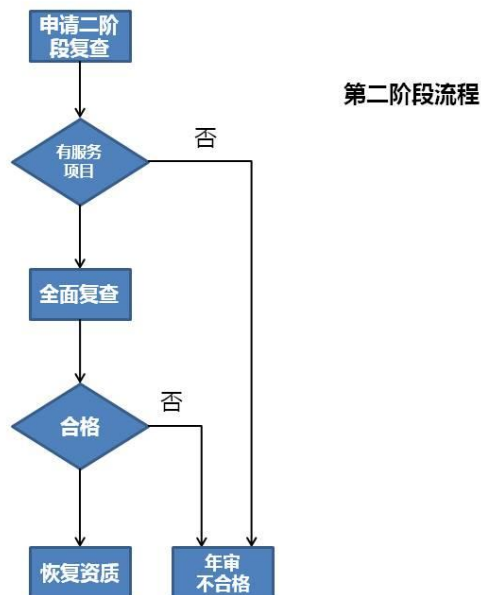 申请二阶
段复查
第二阶段流程
否
有服务
项目
全面复查
否
合格
恢复资质
年审
不合格